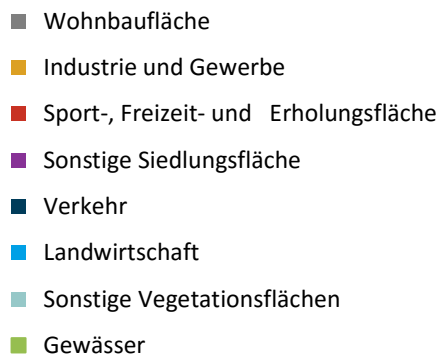 Wohnbaufläche
Industrie und Gewerbe
Sport-, Freizeit- und Erholungsfläche
Sonstige Siedlungsfläche
Verkehr
Landwirtschaft
Sonstige Vegetationsflächen
Gewässer